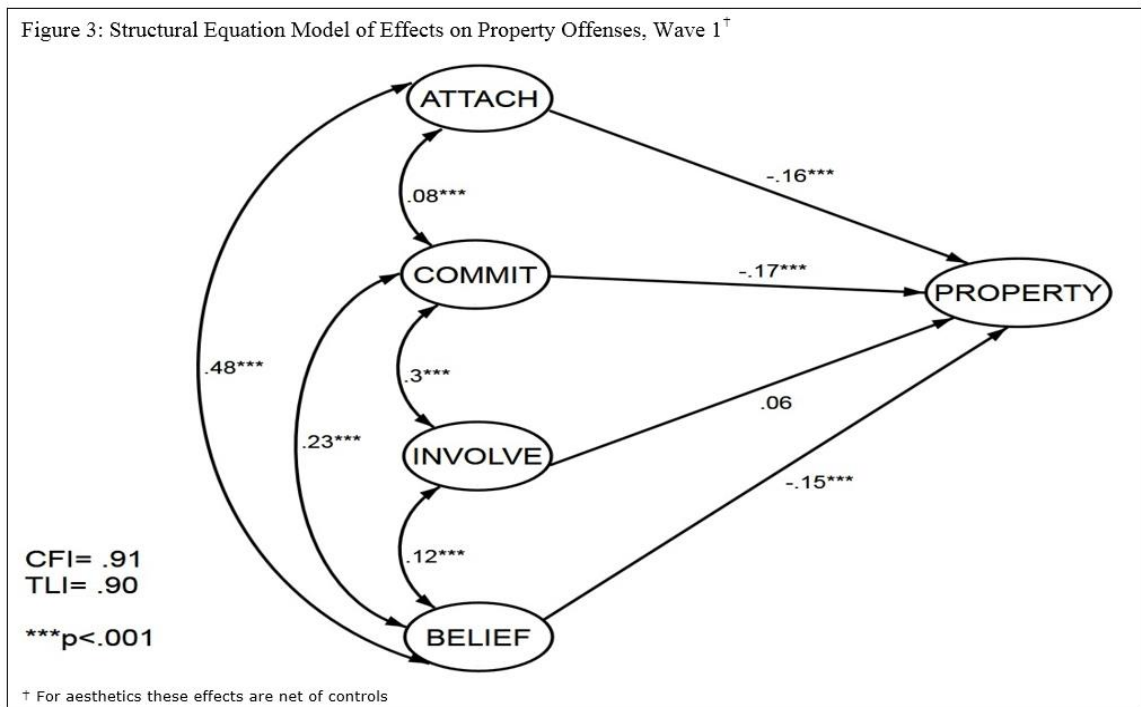 Figure 3: Structural Equation Model of Effects on Property Offenses, Wave 1†
ATTACH
-.16***
.08***
COMMIT
-.17***
PROPERTY
.48***
.3***
.06
.23***
INVOLVE
-.15***
.12***
CFI= .91
TLI= .90
BELIEF
***p<.001
† For aesthetics these effects are net of controls